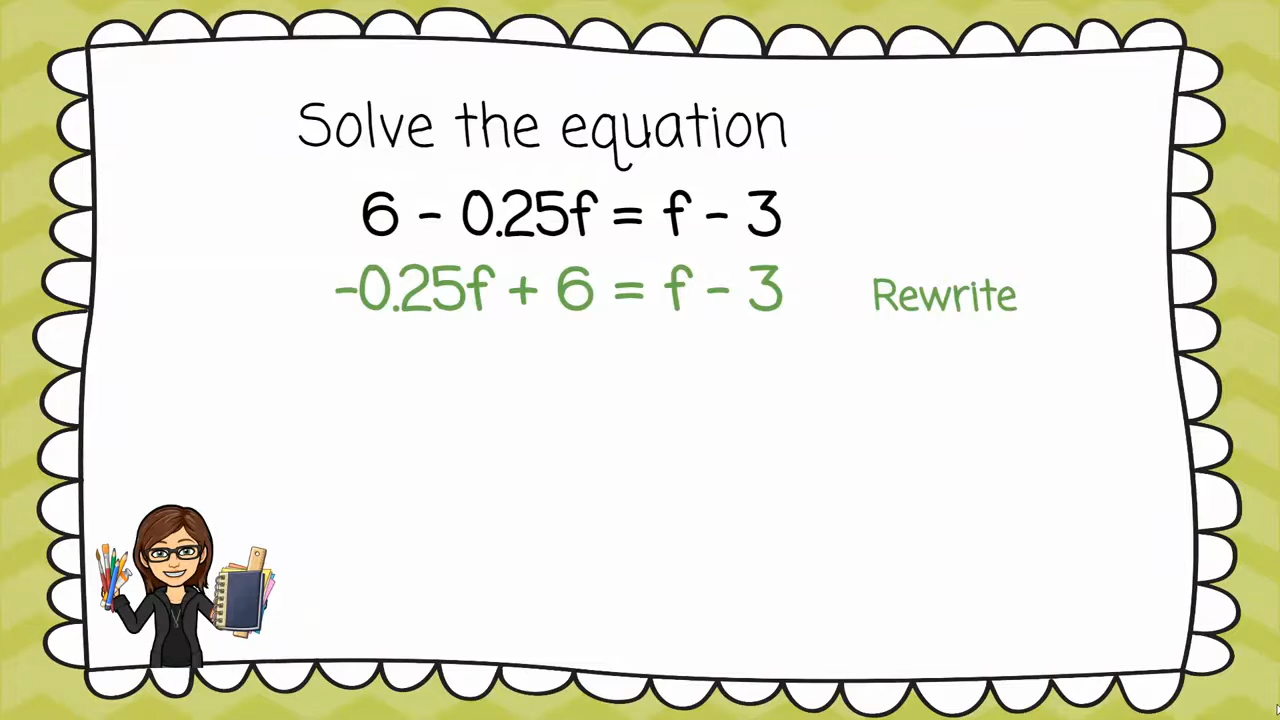 Solve the equation
6 - 0.25f = f - 3
-0.25f + 6 = f - 3 Rewrite